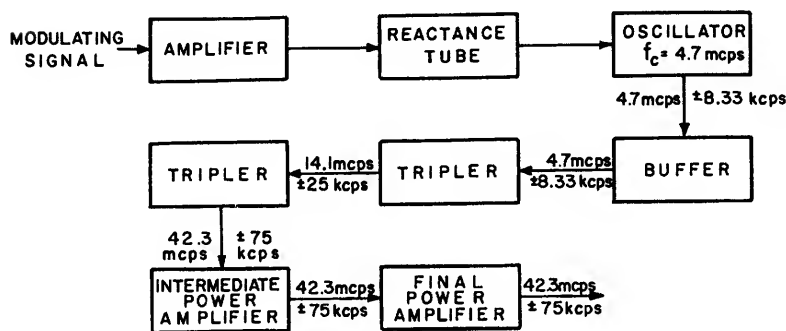 MODULATING
SIGNAL
AMPLIFIER
REACTANCE
TUBE
OSCILLATOR
fc = 4.7 mcps
4.7mcps ±8.33 kcps
TRIPLER
14.1mcps
±25 kcps
TRIPLER
4.7mcps
±8.33kcps
BUFFER
42.3 ±75
mcps kcps
INTERMEDIATE
POWER
AMPLIFIER
42.3mcps
±75kcps
FINAL
POWER
AMPLIFIER
42.3mcps
±75kcps